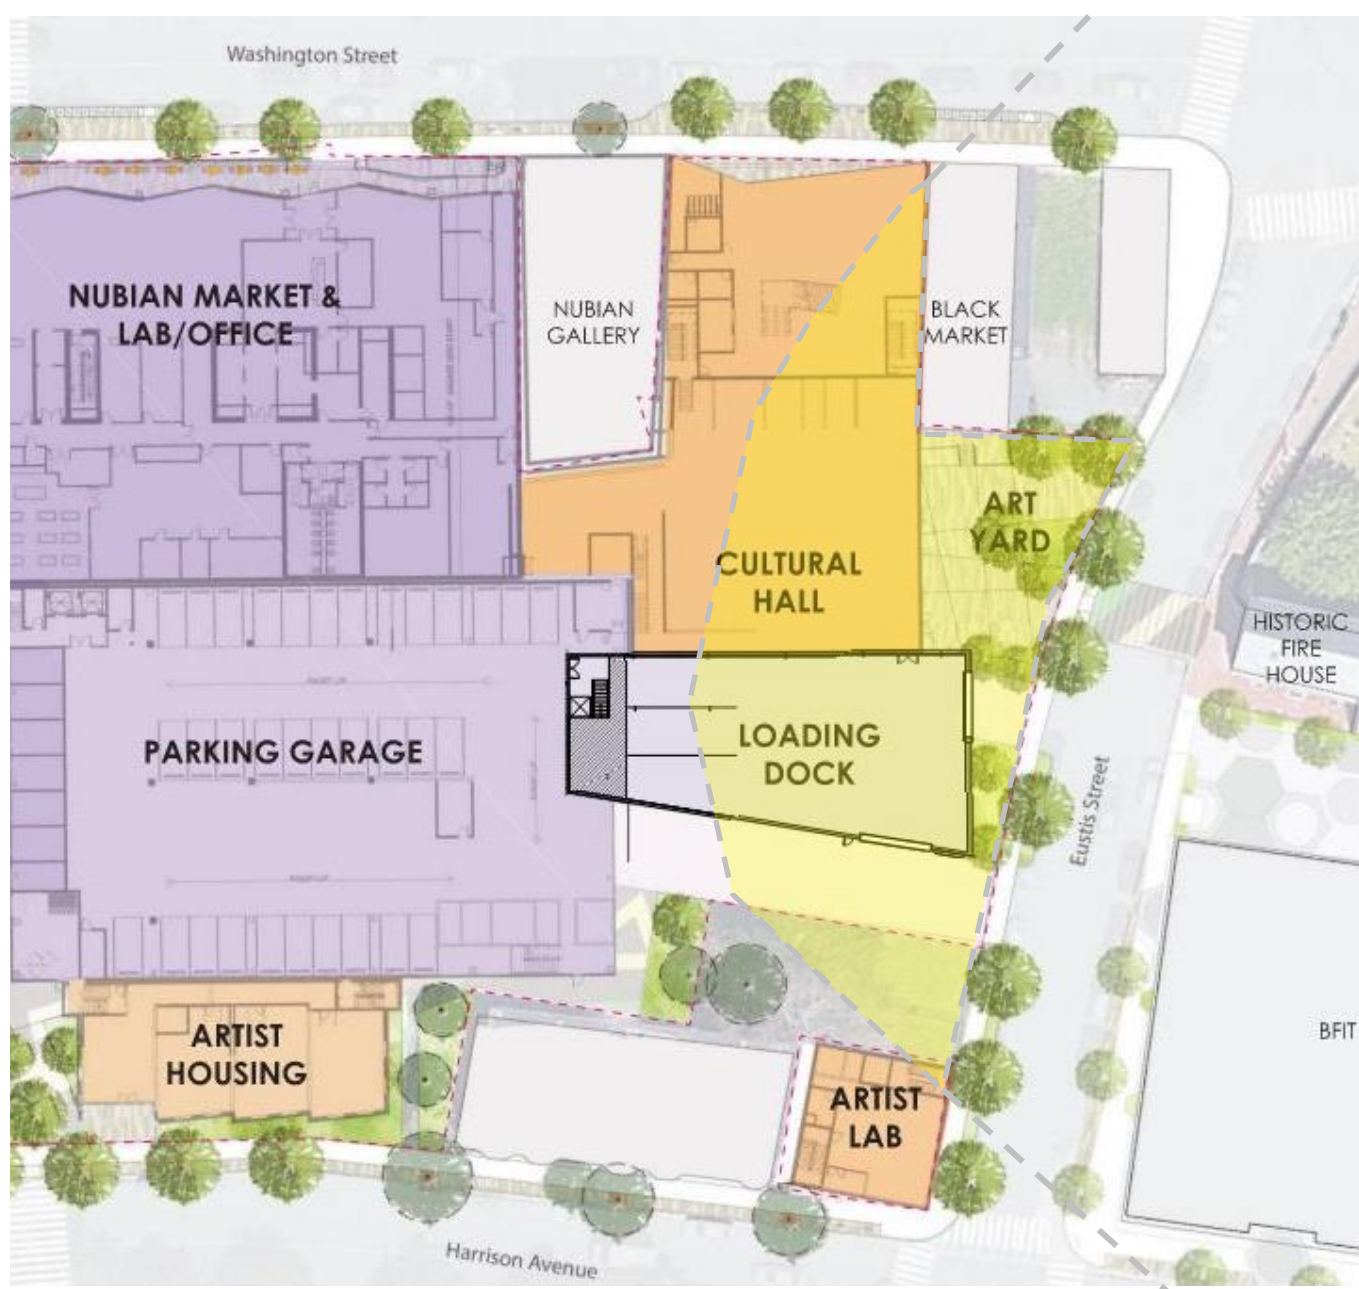 Washington Street
NUBIAN MARKET &
LAB/OFFICE
NUBIAN
GALLERY
BLACK
MARKET
ART
YARD
CULTURAL
HALL
HISTORIC
FIRE
HOUSE
LOADING
DOCK
PARKING GARAGE
Eustis Street
BFIT
ARTIST
HOUSING
ARTIST
LAB
Harrison Avenue